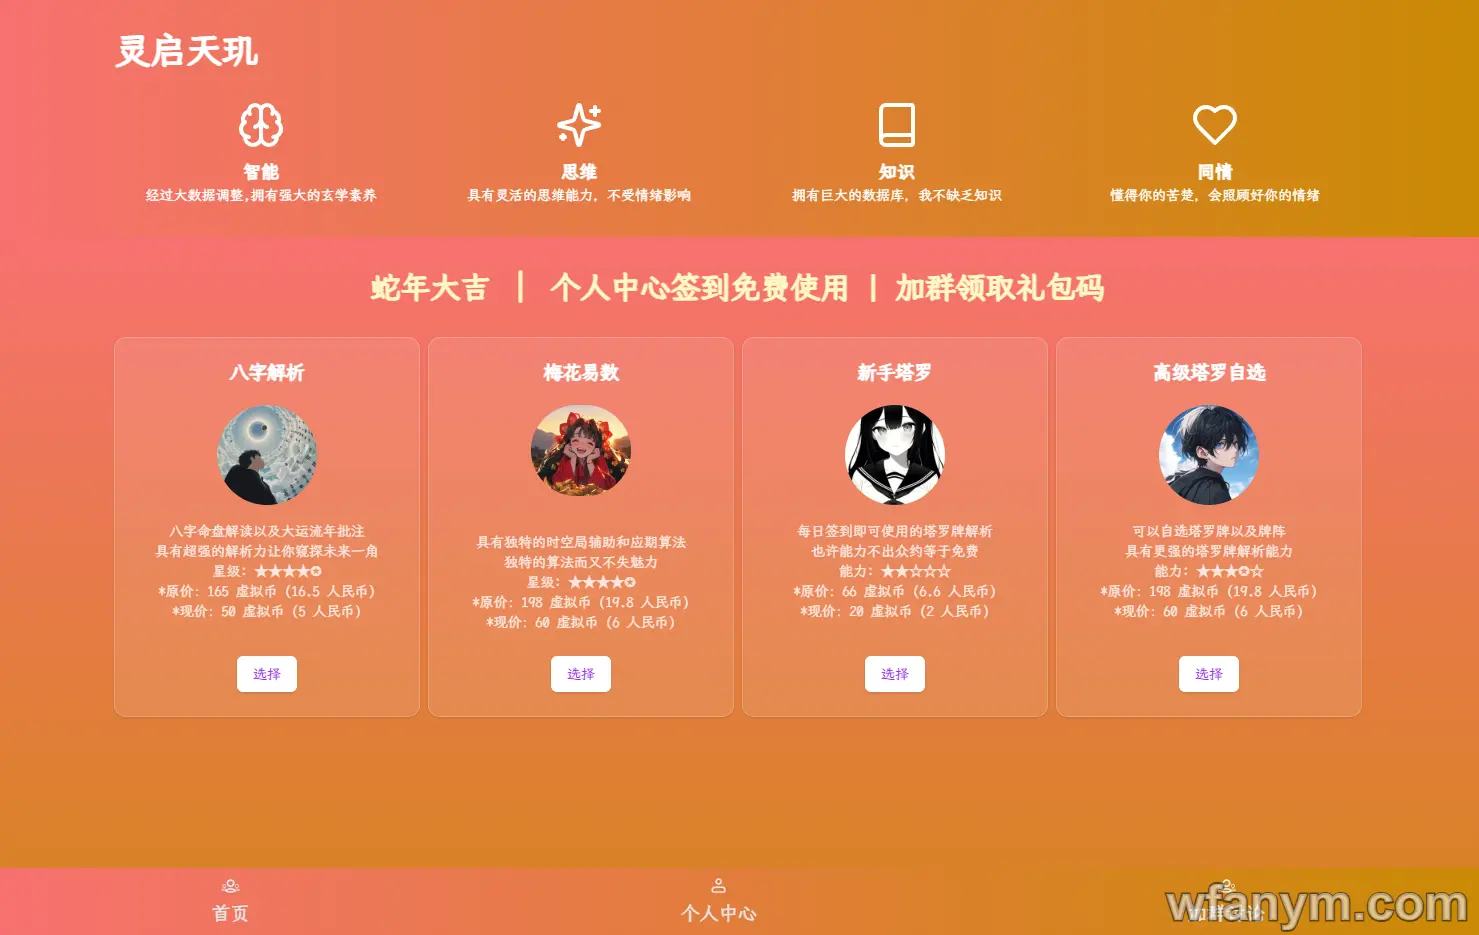 灵启天玑
智能
经过大数据调整,拥有强大的玄学素养
思维
具有灵活的思维能力，不受情绪影响
知识
拥有巨大的数据库，我不缺乏知识
同情
懂得你的苦楚，会照顾好你的情绪
蛇年大吉 | 个人中心签到免费使用 | 加群领取礼包码
八字解析
八字命盘解读以及大运流年批注
具有超强的解析力让你窥探未来一角
星级：★★★★✪
*原价：165 虚拟币（16.5 人民币）
*现价：50 虚拟币（5 人民币）
选择
梅花易数
具有独特的时空局辅助和应期算法
独特的算法而又不失魅力
星级：★★★★✪
*原价：198 虚拟币（19.8 人民币）
*现价：60 虚拟币（6 人民币）
选择
新手塔罗
每日签到即可使用的塔罗牌解析
也许能力不出众约等于免费
能力：★★☆☆☆
*原价：66 虚拟币（6.6 人民币）
*现价：20 虚拟币（2 人民币）
选择
高级塔罗自选
可以自选塔罗牌以及牌阵
具有更强的塔罗牌解析能力
能力：★★★✪☆
*原价：198 虚拟币（19.8 人民币）
*现价：60 虚拟币（6 人民币）
选择
首页
个人中心
加群讨论
wfanym.com